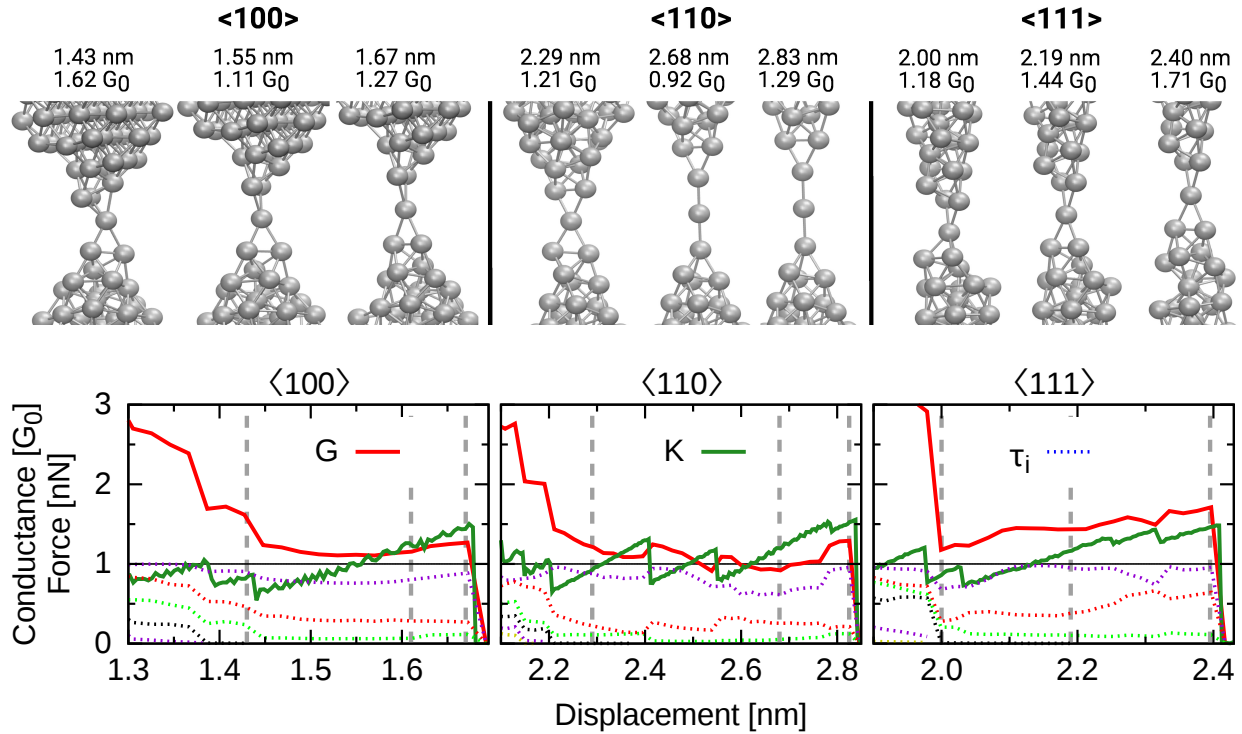 <100> <110> <111>
1.43 nm 1.55 nm 1.67 nm 2.29 nm 2.68 nm 2.83 nm 2.00 nm 2.19 nm 2.40 nm
1.62 G0 1.11 G0 1.27 G0 1.21 G0 0.92 G0 1.29 G0 1.18 G0 1.44 G0 1.71 G0
〈100〉 〈110〉 〈111〉
Conductance [G0]
Force [nN]
3
2
1
0
G K τi
1.3 1.4 1.5 1.6 2.2 2.4 2.6 2.8 2.0 2.2 2.4
Displacement [nm]